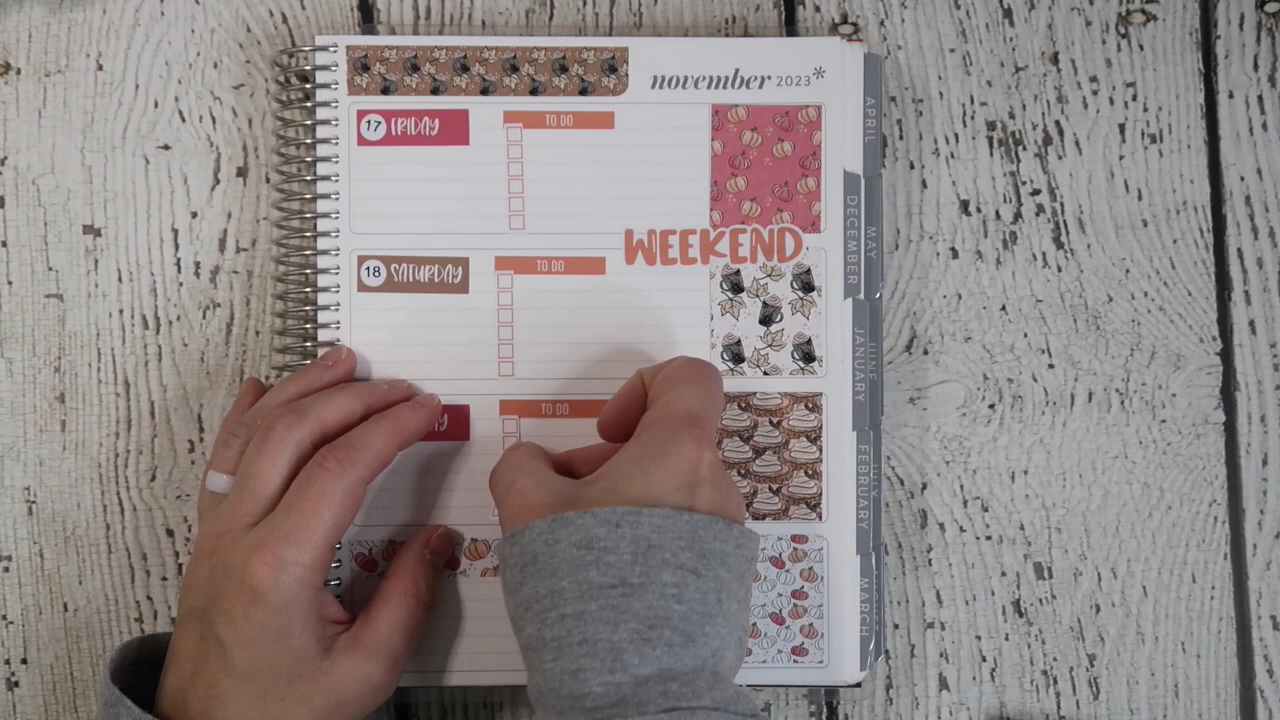 november 2023*
17 FRIDAY
TO DO
WEEKEND
18 SATURDAY
TO DO
TO DO
APRIL
MAY
DECEMBER
JUNE
JANUARY
JULY
FEBRUARY
MARCH